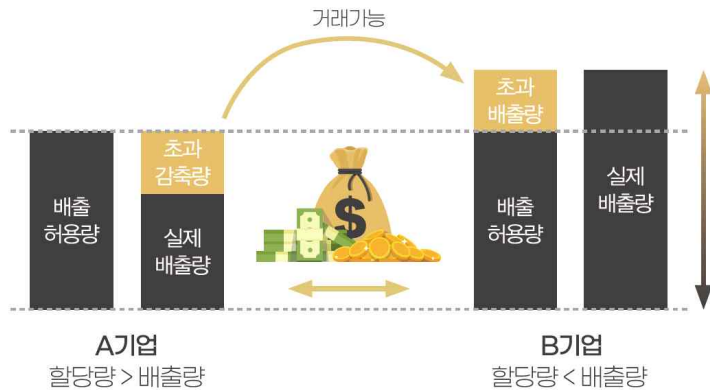 거래가능
배출
허용량
초과
감축량
실제
배출량
$
초과
배출량
배출
허용량
실제
배출량
A기업
할당량 > 배출량
B기업
할당량 < 배출량